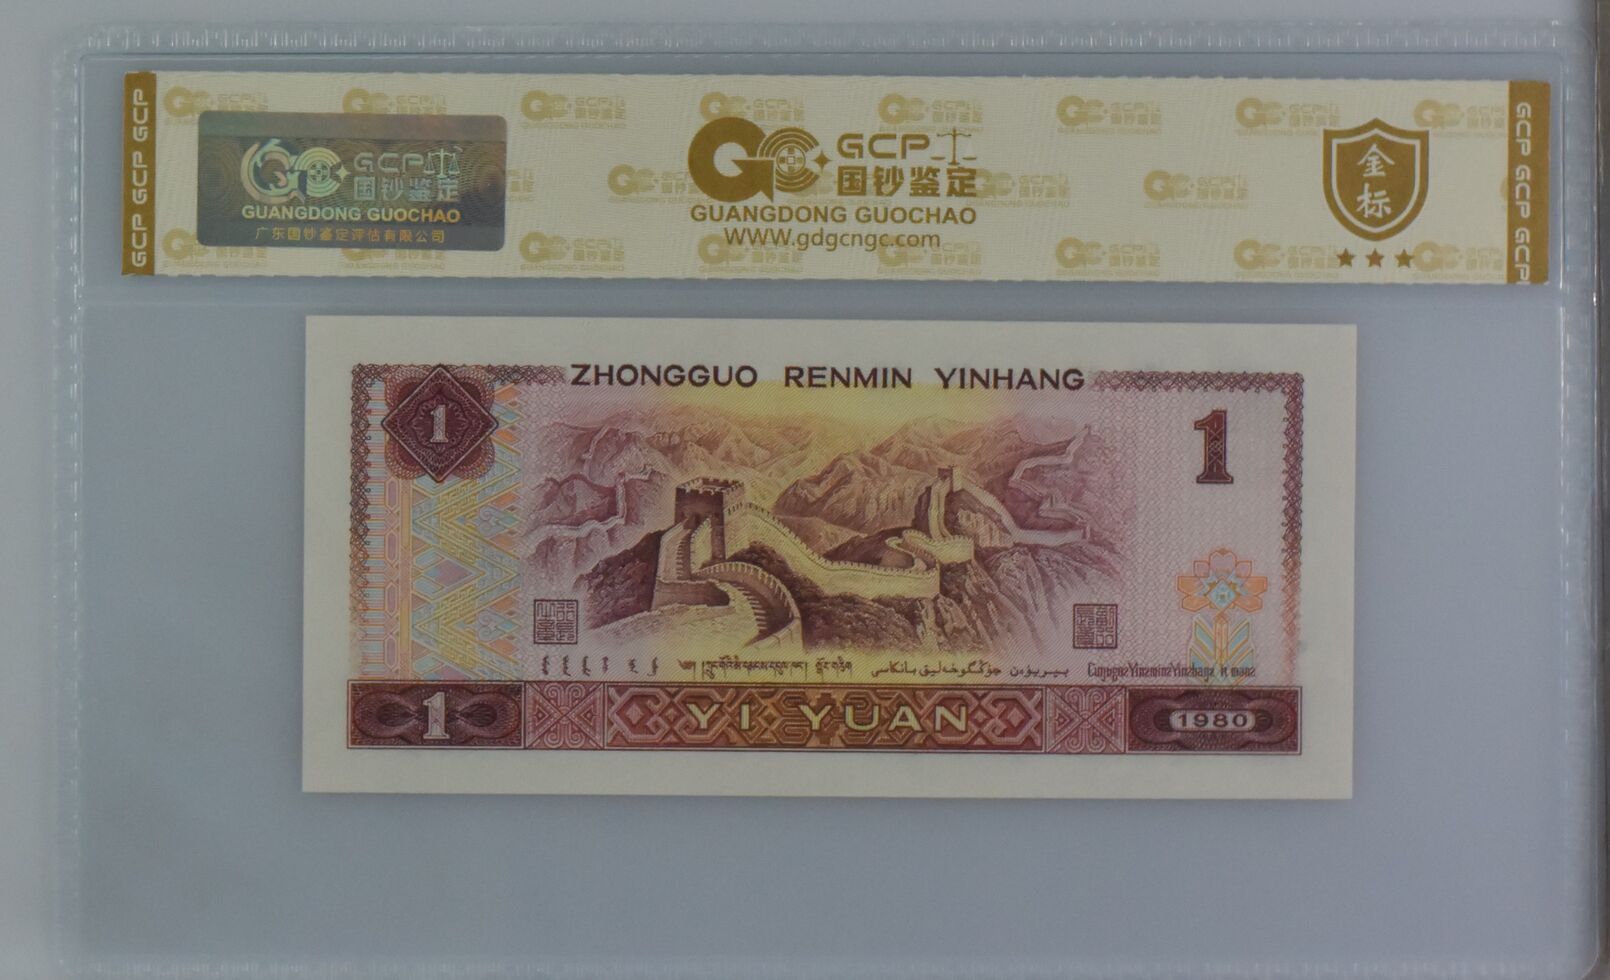 GCP GCP GCP
GCP
国钞鉴定
GUANGDONG GUOCHAO
广东国钞鉴定评估有限公司
GCP
国钞鉴定
GUANGDONG GUOCHAO
WWW.gdgcngc.com
金
标
GCP GCP GCP
ZHONGGUO RENMIN YINHANG
1
1
1
YI YUAN
1980